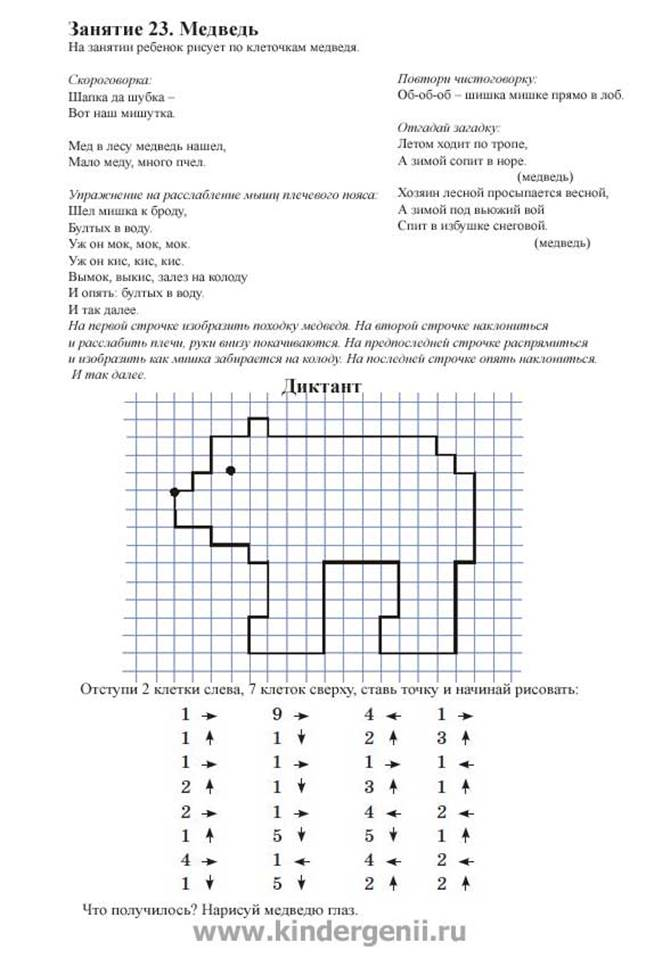 Занятие 23. Медведь
На занятии ребенок рисует по клеточкам медведя.
Скороговорка:
Шапка да шубка –
Вот наш мишутка.
Мед в лесу медведь нашел,
Мало меду, много пчел.
Упражнение на расслабление мышц плечевого пояса:
Шел мишка к броду,
Бултых в воду.
Уж он мок, мок, мок.
Уж он кис, кис, кис.
Вымок, выкис, залез на колоду
И опять: бултых в воду.
И так далее.
Повтори чистоговорку:
Об-об-об – шишка мишке прямо в лоб.
Отгадай загадку:
Летом ходит по тропе,
А зимой сопит в норе.
(медведь)
Хозяин лесной просыпается весной,
А зимой под вьюжий вой
Спит в избушке снеговой.
(медведь)
На первой строчке изобразить походку медведя. На второй строчке наклониться
и расслабить плечи, руки внизу покачиваются. На предпоследней строчке распрямиться
и изобразить как мишка забирается на колоду. На последней строчке опять наклониться.
И так далее.
Диктант
Отступи 2 клетки слева, 7 клеток сверху, ставь точку и начинай рисовать:
1 → 9 → 4 ← 1 →
1 ↑ 1 ↓ 2 ↑ 3 ↑
1 → 1 → 1 → 1 ←
2 ↑ 1 ↓ 3 ↑ 1 ↑
2 → 1 → 4 ← 2 ←
1 ↑ 5 ↓ 5 ↓ 1 ↑
4 → 1 ← 4 ← 2 ←
1 ↓ 5 ↓ 2 ↑ 2 ↑
Что получилось? Нарисуй медведю глаз.
www.kindergenii.ru